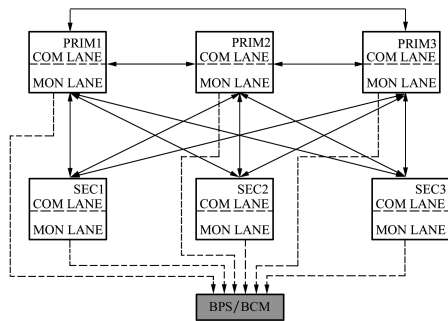 PRIM1
COM LANE
MON LANE
PRIM2
COM LANE
MON LANE
PRIM3
COM LANE
MON LANE
SEC1
COM LANE
MON LANE
SEC2
COM LANE
MON LANE
SEC3
COM LANE
MON LANE
BPS/BCM